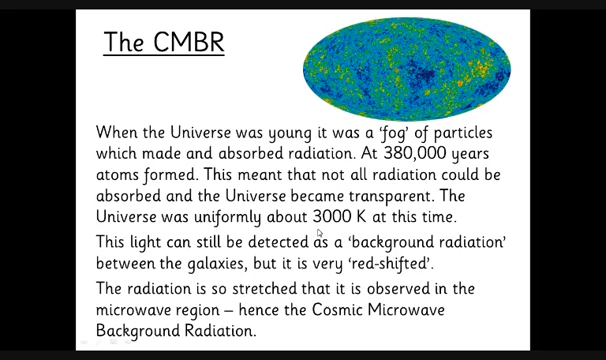 The CMBR
When the Universe was young it was a ‘fog’ of particles
which made and absorbed radiation. At 380,000 years
atoms formed. This meant that not all radiation could be
absorbed and the Universe became transparent. The
Universe was uniformly about 3000 K at this time.
This light can still be detected as a ‘background radiation’
between the galaxies, but it is very ‘red-shifted’.
The radiation is so stretched that it is observed in the
microwave region – hence the Cosmic Microwave
Background Radiation.